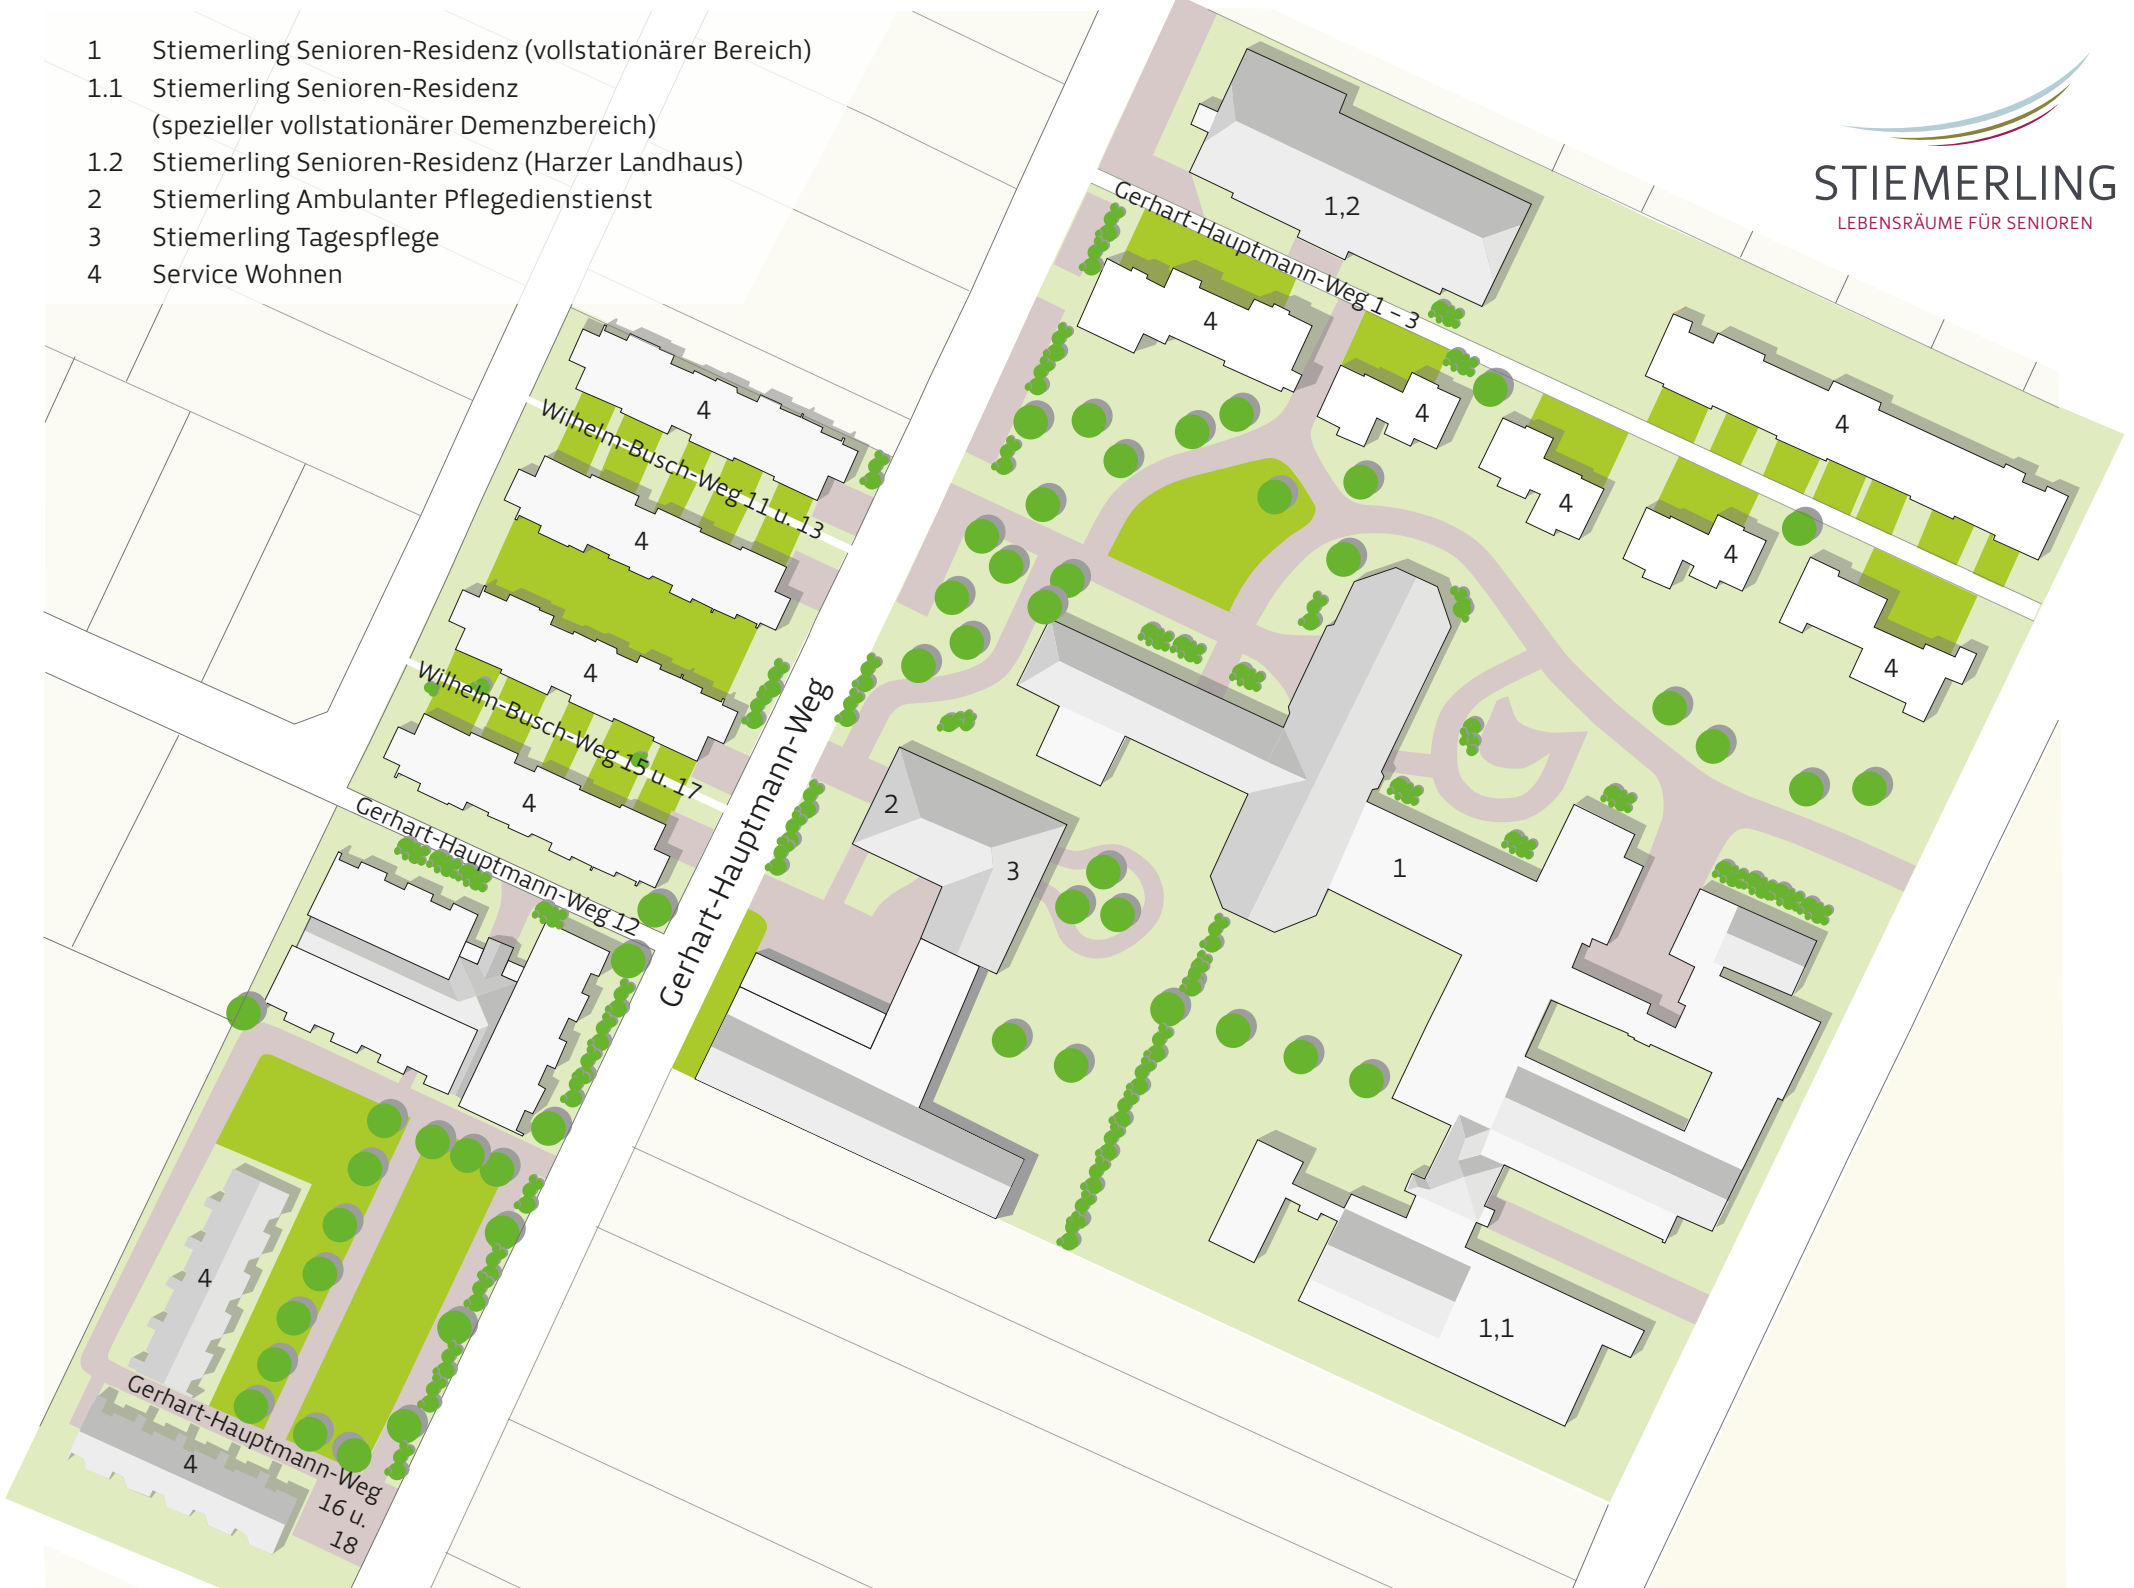 1 Stiemerling Senioren-Residenz (vollstationärer Bereich)
1.1 Stiemerling Senioren-Residenz
(spezieller vollstationärer Demenzbereich)
1.2 Stiemerling Senioren-Residenz (Harzer Landhaus)
2 Stiemerling Ambulanter Pflegedienstienst
3 Stiemerling Tagespflege
4 Service Wohnen
STIEMERLING
LEBENSRÄUME FÜR SENIOREN
1,2
Gerhart-Hauptmann-Weg 1 – 3
4
4
4
4
4
4
4
Wilhelm-Busch-Weg 11 u. 13
4
4
Wilhelm-Busch-Weg 15 u. 17
4
Gerhart-Hauptmann-Weg 12
Gerhart-Hauptmann-Weg
2
3
1
1,1
4
Gerhart-Hauptmann-Weg
16 u.
18
4